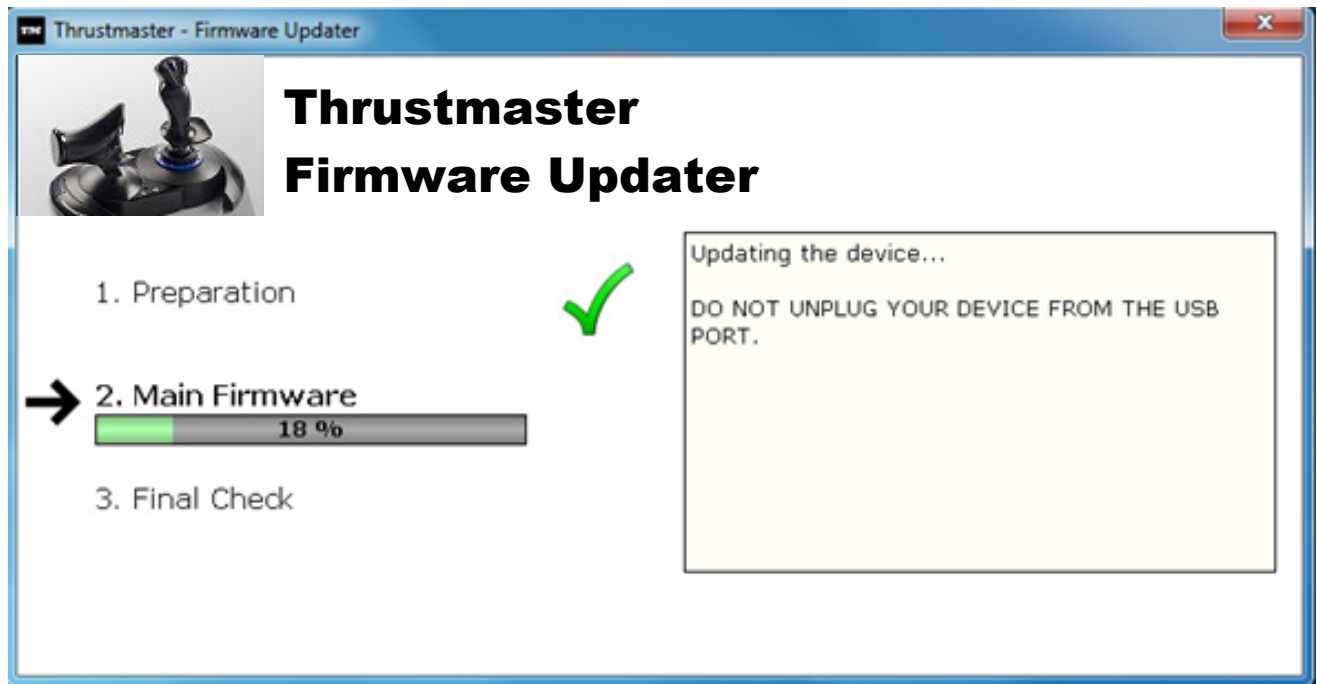 Thrustmaster - Firmware Updater
Thrustmaster
Firmware Updater
1. Preparation
2. Main Firmware
18 %
3. Final Check
Updating the device...
DO NOT UNPLUG YOUR DEVICE FROM THE USB
PORT.